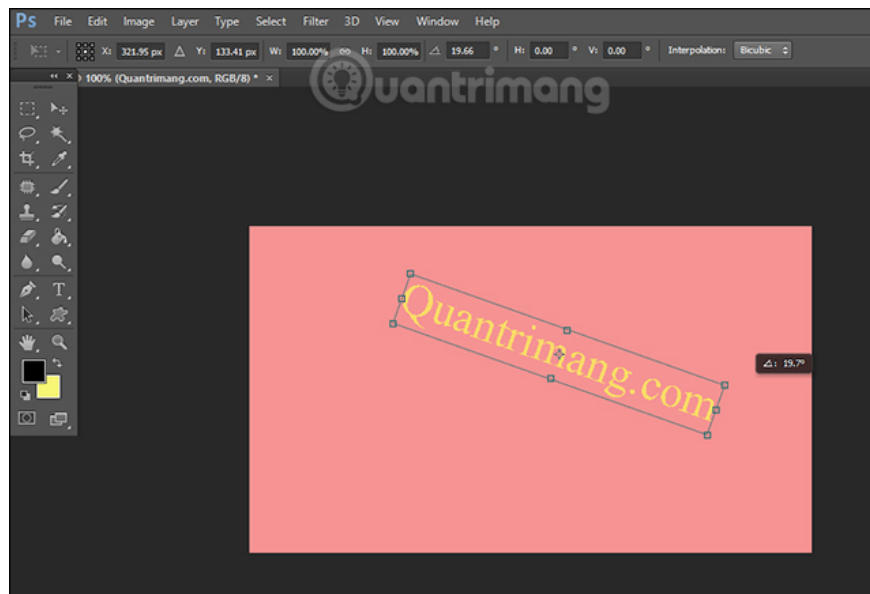 Ps File Edit Image Layer Type Select Filter 3D View Window Help
X: 321.95 px Y: 133.41 px W: 100.00% H: 100.00% 19.66 ° H: 0.00 ° V: 0.00 ° Interpolation: Bicubic
100% (Quantrimang.com, RGB/8) * ×
Quantrimang
T
Quantrimang.com
: 19.7°